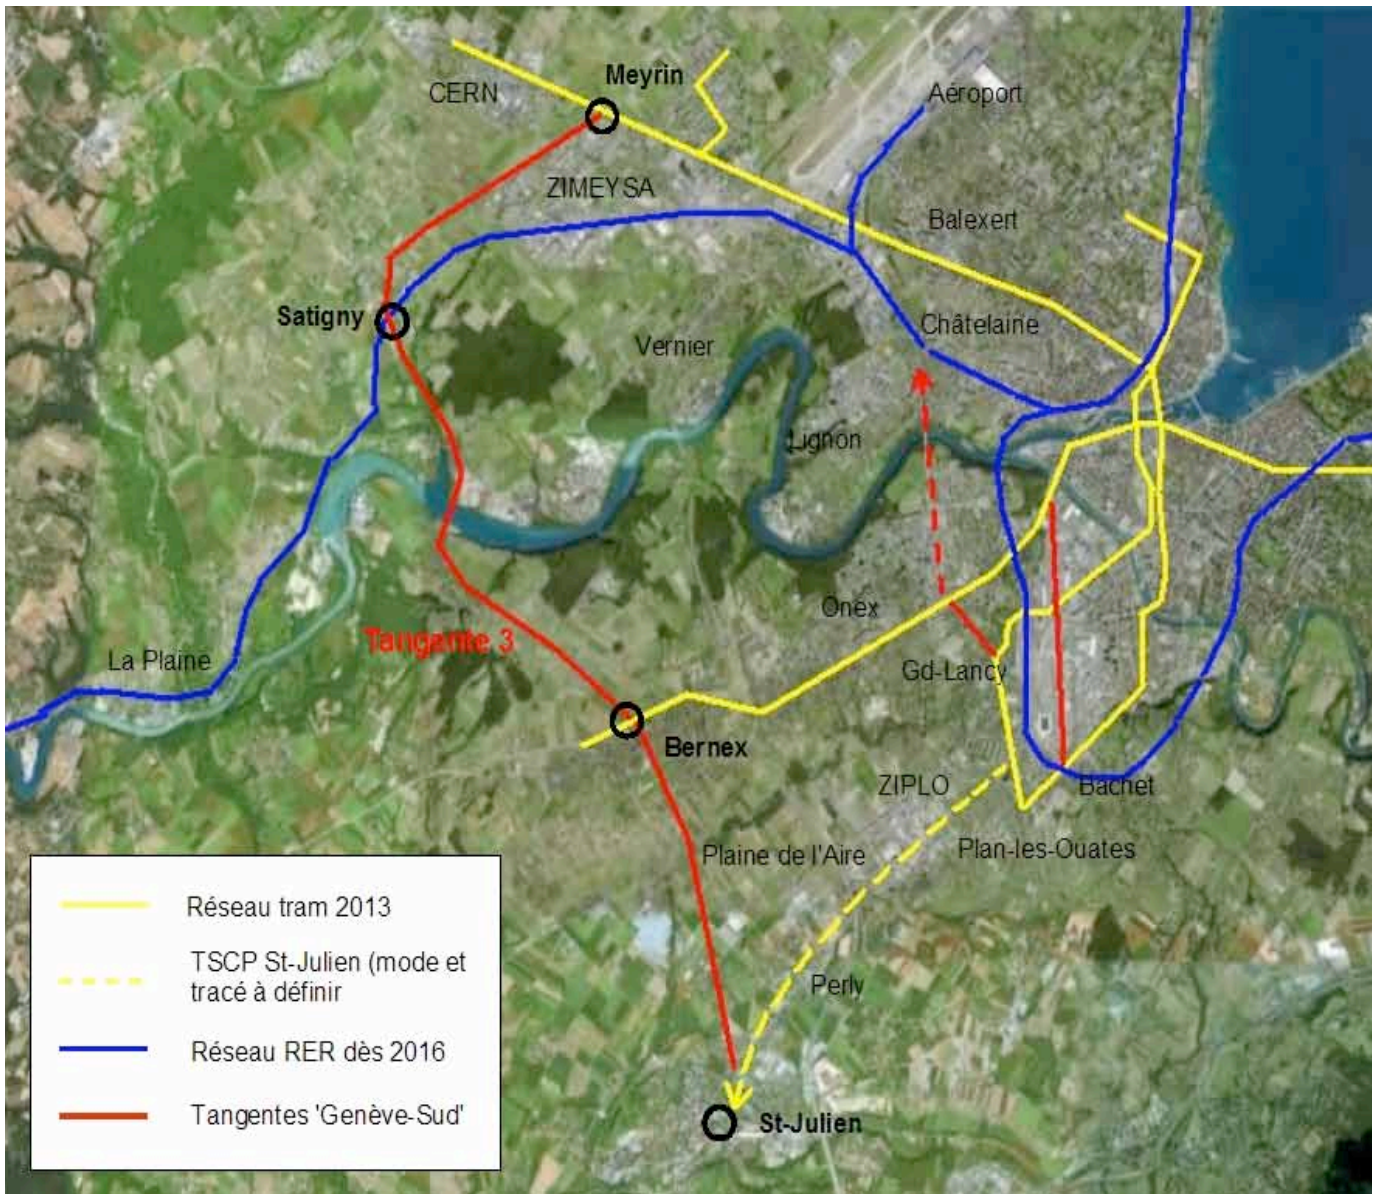 Meyrin
CERN
Aéroport
ZIMEYSA
Balexert
Satigny
Châtelaine
Vernier
Lignon
Onex
Tangente 3
La Plaine
Gd-Lancy
Bernex
ZIPLO
Bachet
Plaine de l'Aire
Plan-les-Ouates
Perly
St-Julien
Réseau tram 2013
TSCP St-Julien (mode et
tracé à définir
Réseau RER dès 2016
Tangentes 'Genève-Sud'